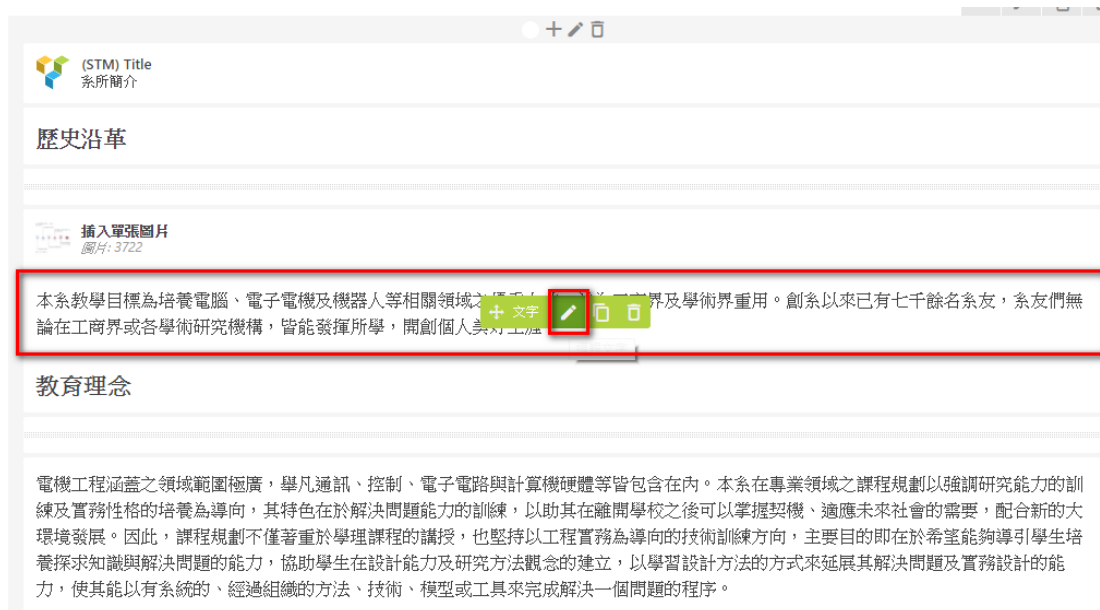 (STM) Title
系所簡介
歷史沿革
插入單張圖片
圖片: 3722
本系教學目標為培養電腦、電子電機及機器人等相關領域之優 界及學術界重用。創系以來已有七千餘名系友，系友們無
文字
論在工商界或各學術研究機構，皆能發揮所學，開創個人美好生涯
教育理念
電機工程涵蓋之領域範圍極廣，舉凡通訊、控制、電子電路與計算機硬體等皆包含在內。本系在專業領域之課程規劃以強調研究能力的訓
練及實務性格的培養為導向，其特色在於解決問題能力的訓練，以助其在離開學校之後可以掌握契機、適應未來社會的需要，配合新的大
環境發展。因此，課程規劃不僅著重於學理課程的講授，也堅持以工程實務為導向的技術訓練方向，主要目的即在於希望能夠導引學生培
養探求知識與解決問題的能力，協助學生在設計能力及研究方法觀念的建立，以學習設計方法的方式來延展其解決問題及實務設計的能
力，使其能以有系統的、經過組織的方法、技術、模型或工具來完成解決一個問題的程序。